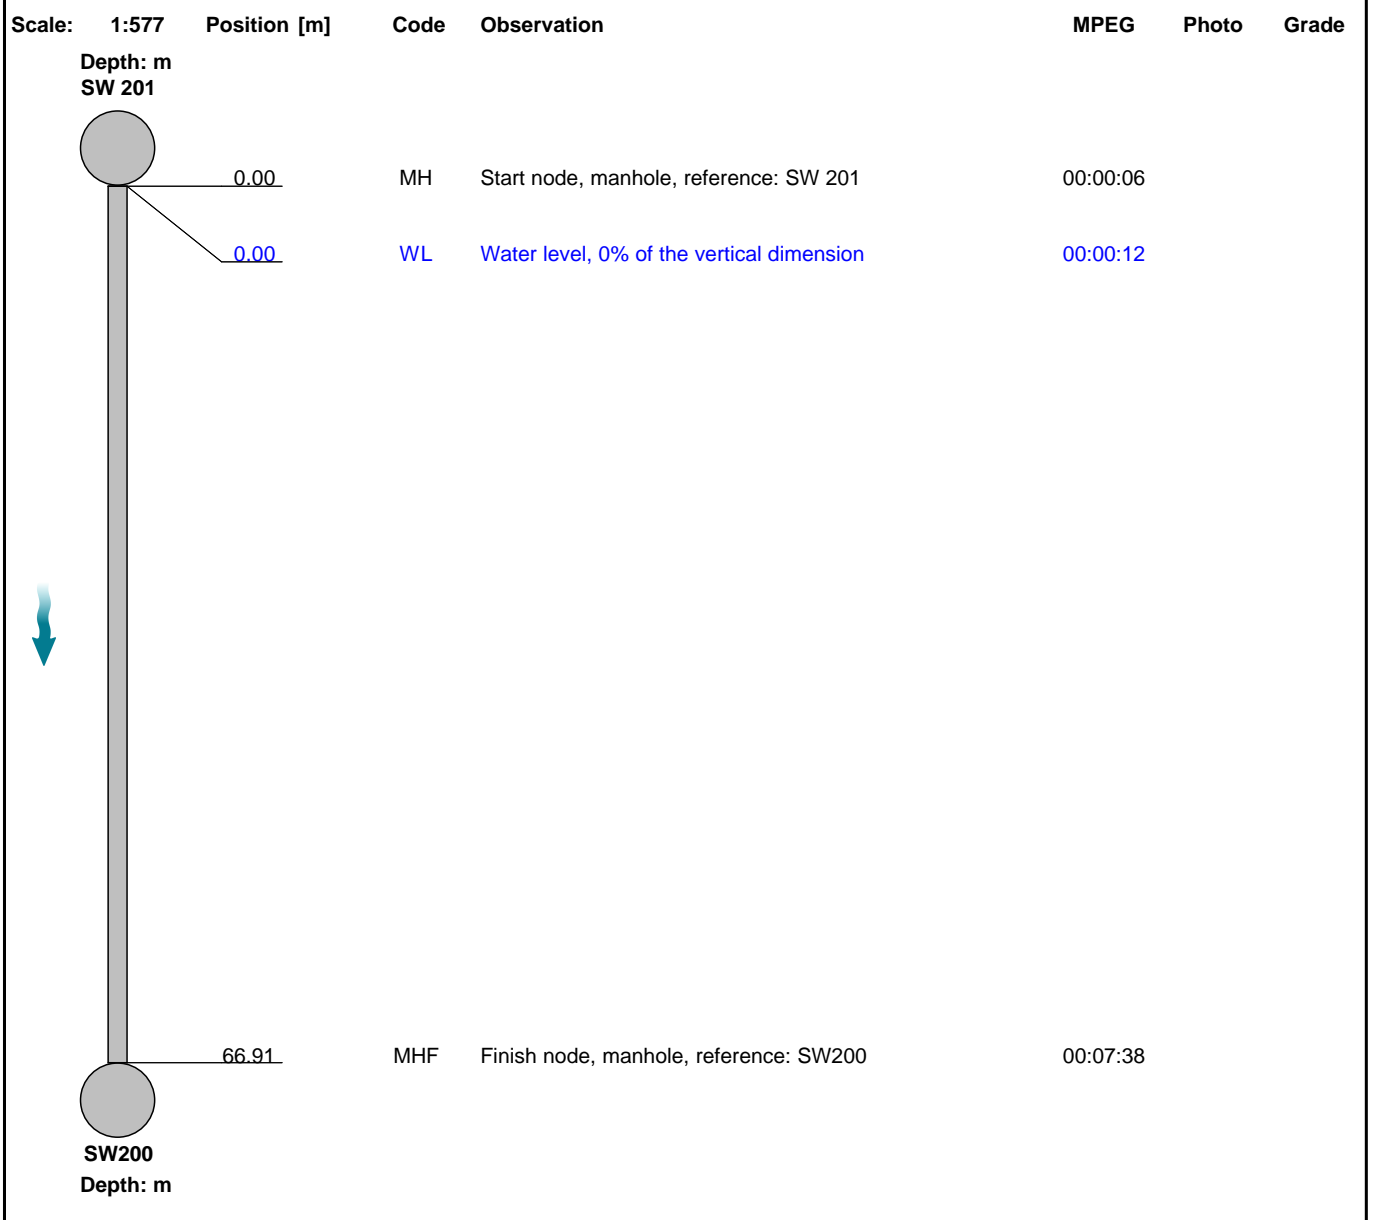 Scale: 1:577 Position [m] Code Observation MPEG Photo Grade
Depth: m
SW 201
0.00 MH Start node, manhole, reference: SW 201 00:00:06
0.00 WL Water level, 0% of the vertical dimension 00:00:12
66.91 MHF Finish node, manhole, reference: SW200 00:07:38
SW200
Depth: m